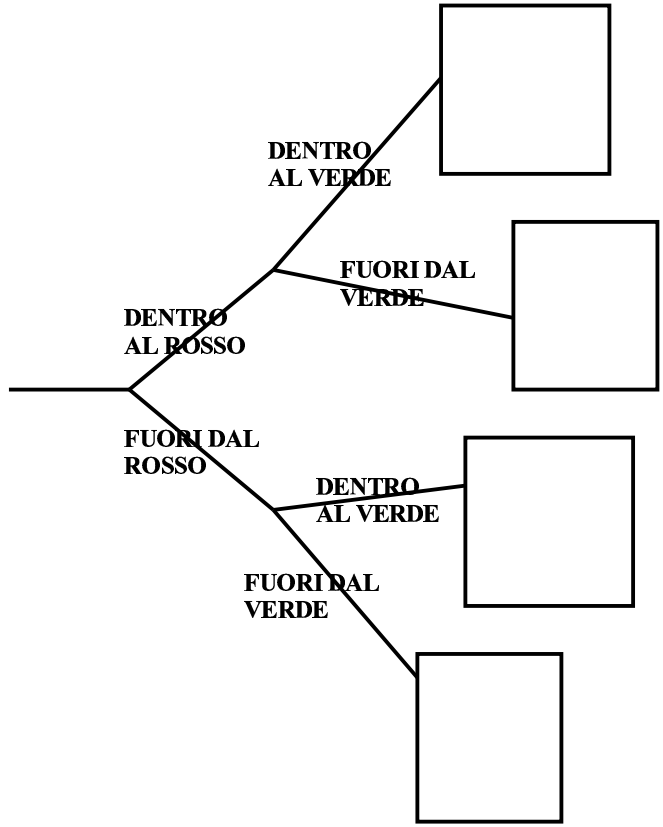 DENTRO
AL VERDE
FUORI DAL
VERDE
DENTRO
AL ROSSO
FUORI DAL
ROSSO
DENTRO
AL VERDE
FUORI DAL
VERDE